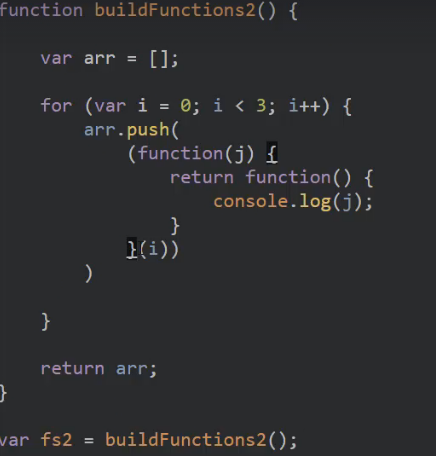 function buildFunctions2() {
var arr = [];
for (var i = 0; i < 3; i++) {
arr.push(
(function(j) {
return function() {
console.log(j);
}
}(i))
)
}
return arr;
}
var fs2 = buildFunctions2();